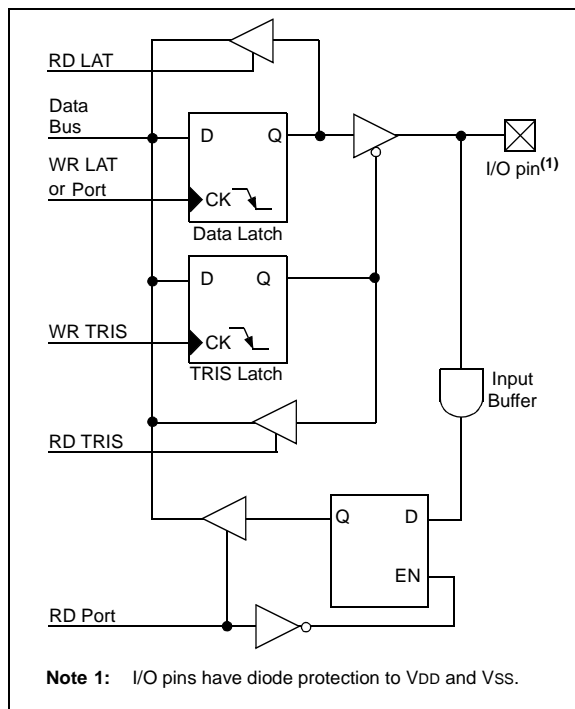 RD LAT
Data
Bus
WR LAT
or Port
D Q
CK
Data Latch
I/O pin(1)
D Q
WR TRIS
CK
TRIS Latch
Input
Buffer
RD TRIS
Q D
EN
RD Port
Note 1: I/O pins have diode protection to VDD and VSS.